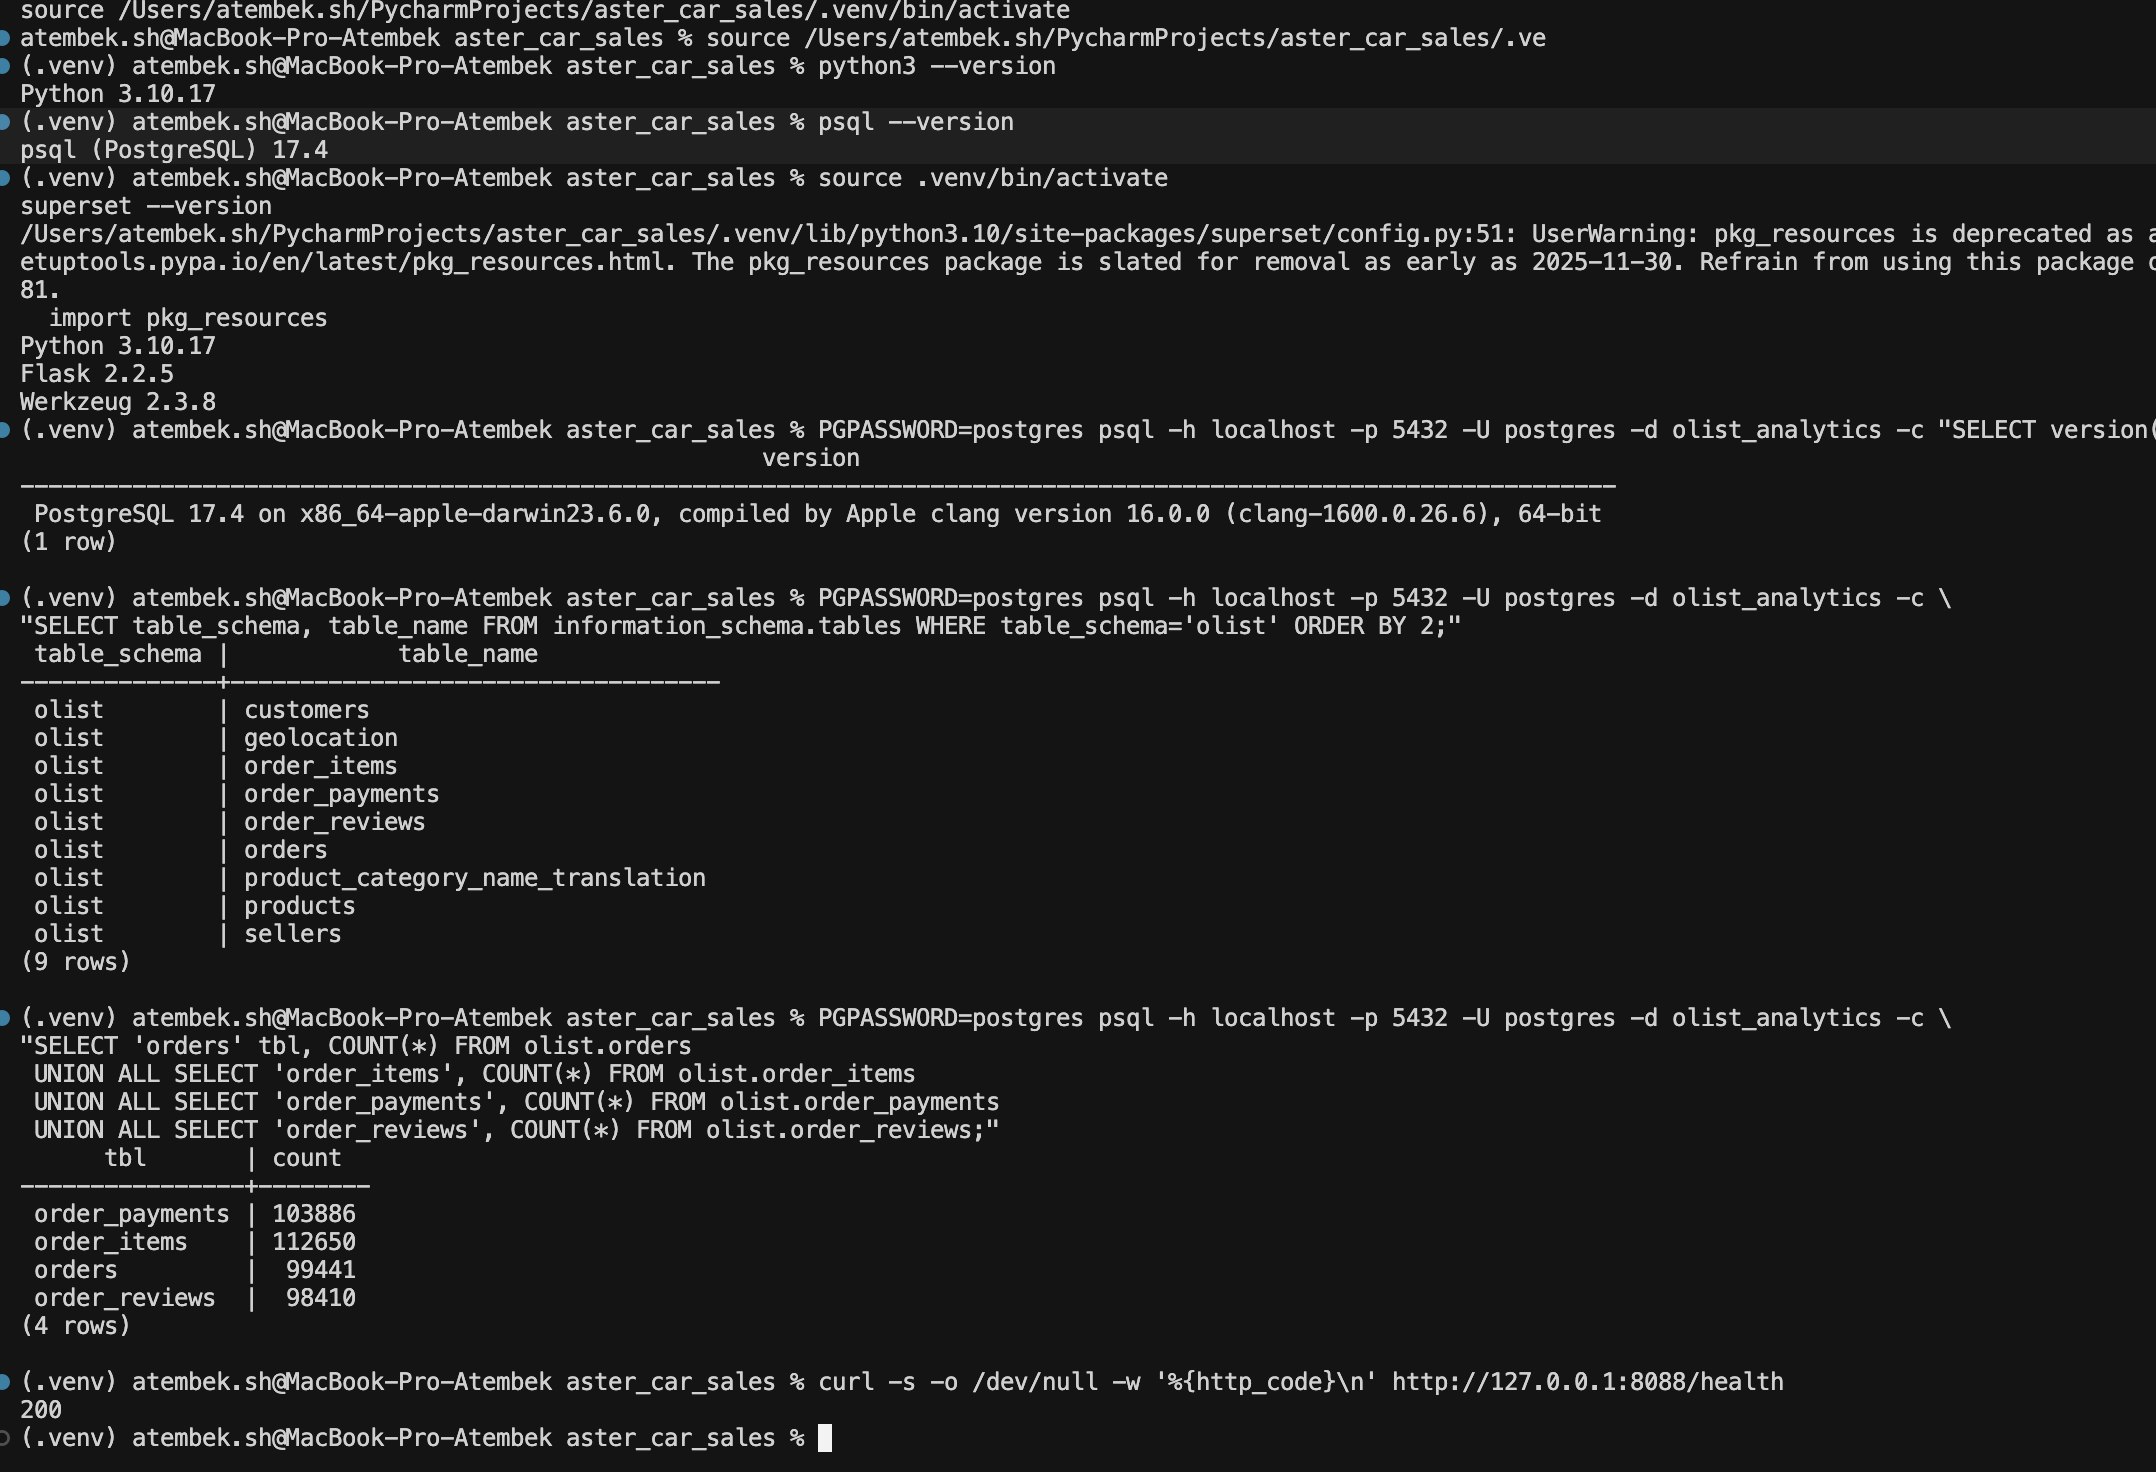 source /Users/atembek.sh/PycharmProjects/aster_car_sales/.venv/bin/activate
atembek.sh@MacBook-Pro-Atembek aster_car_sales % source /Users/atembek.sh/PycharmProjects/aster_car_sales/.ve
(.venv) atembek.sh@MacBook-Pro-Atembek aster_car_sales % python3 --version
Python 3.10.17
(.venv) atembek.sh@MacBook-Pro-Atembek aster_car_sales % psql --version
psql (PostgreSQL) 17.4
(.venv) atembek.sh@MacBook-Pro-Atembek aster_car_sales % source .venv/bin/activate
superset --version
/Users/atembek.sh/PycharmProjects/aster_car_sales/.venv/lib/python3.10/site-packages/superset/config.py:51: UserWarning: pkg_resources is deprecated as a
etuptools.pypa.io/en/latest/pkg_resources.html. The pkg_resources package is slated for removal as early as 2025-11-30. Refrain from using this package
81.
  import pkg_resources
Python 3.10.17
Flask 2.2.5
Werkzeug 2.3.8
(.venv) atembek.sh@MacBook-Pro-Atembek aster_car_sales % PGPASSWORD=postgres psql -h localhost -p 5432 -U postgres -d olist_analytics -c "SELECT version(
version
------------------------------------------------------------------------------------------------------------------
PostgreSQL 17.4 on x86_64-apple-darwin23.6.0, compiled by Apple clang version 16.0.0 (clang-1600.0.26.6), 64-bit
(1 row)
(.venv) atembek.sh@MacBook-Pro-Atembek aster_car_sales % PGPASSWORD=postgres psql -h localhost -p 5432 -U postgres -d olist_analytics -c \
"SELECT table_schema, table_name FROM information_schema.tables WHERE table_schema='olist' ORDER BY 2;"
 table_schema |            table_name
--------------+-----------------------------------
 olist        | customers
 olist        | geolocation
 olist        | order_items
 olist        | order_payments
 olist        | order_reviews
 olist        | orders
 olist        | product_category_name_translation
 olist        | products
 olist        | sellers
(9 rows)
(.venv) atembek.sh@MacBook-Pro-Atembek aster_car_sales % PGPASSWORD=postgres psql -h localhost -p 5432 -U postgres -d olist_analytics -c \
"SELECT 'orders' tbl, COUNT(*) FROM olist.orders
 UNION ALL SELECT 'order_items', COUNT(*) FROM olist.order_items
 UNION ALL SELECT 'order_payments', COUNT(*) FROM olist.order_payments
 UNION ALL SELECT 'order_reviews', COUNT(*) FROM olist.order_reviews;"
      tbl       | count
----------------+--------
 order_payments | 103886
 order_items    | 112650
 orders         |  99441
 order_reviews  |  98410
(4 rows)
(.venv) atembek.sh@MacBook-Pro-Atembek aster_car_sales % curl -s -o /dev/null -w '%{http_code}\n' http://127.0.0.1:8088/health
200
(.venv) atembek.sh@MacBook-Pro-Atembek aster_car_sales %